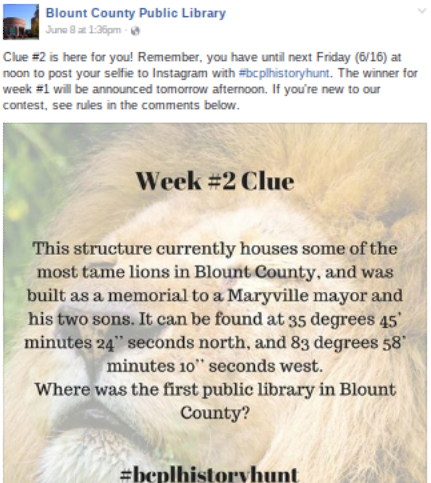 Blount County Public Library
June 8 at 1:36pm ·
Clue #2 is here for you! Remember, you have until next Friday (6/16) at
noon to post your selfie to Instagram with #bcplhistoryhunt. The winner for
week #1 will be announced tomorrow afternoon. If you're new to our
contest, see rules in the comments below.
Week #2 Clue
This structure currently houses some of the
most tame lions in Blount County, and was
built as a memorial to a Maryville mayor and
his two sons. It can be found at 35 degrees 45'
minutes 24'' seconds north, and 83 degrees 58'
minutes 10'' seconds west.
Where was the first public library in Blount
County?
#bcplhistoryhunt